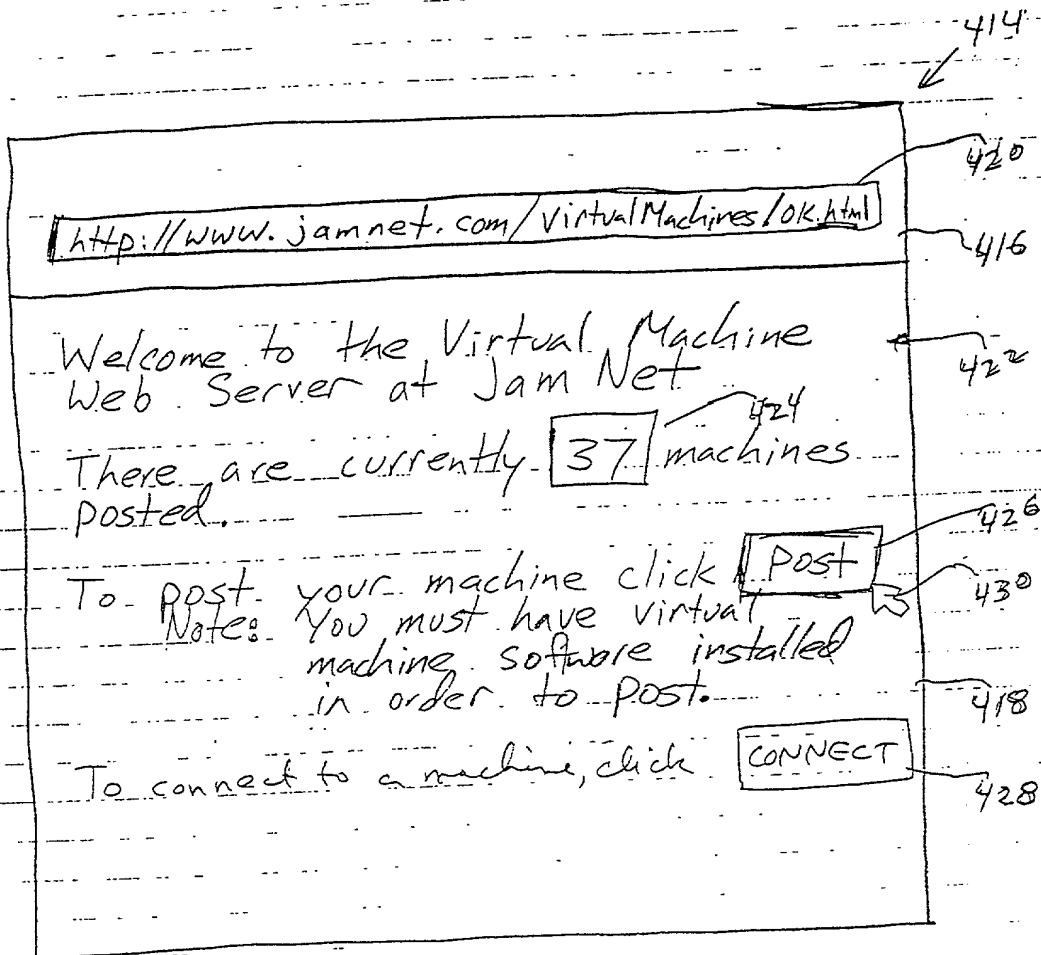 414
420
http://www.jamnet.com/VirtualMachines/ok.html
416
Welcome to the Virtual Machine
422
Web Server at Jam Net
424
There are currently 37 machines
posted.
426
To post your machine click Post
430
Note: You must have virtual
machine software installed
in order to post.
418
To connect to a machine, click CONNECT
428